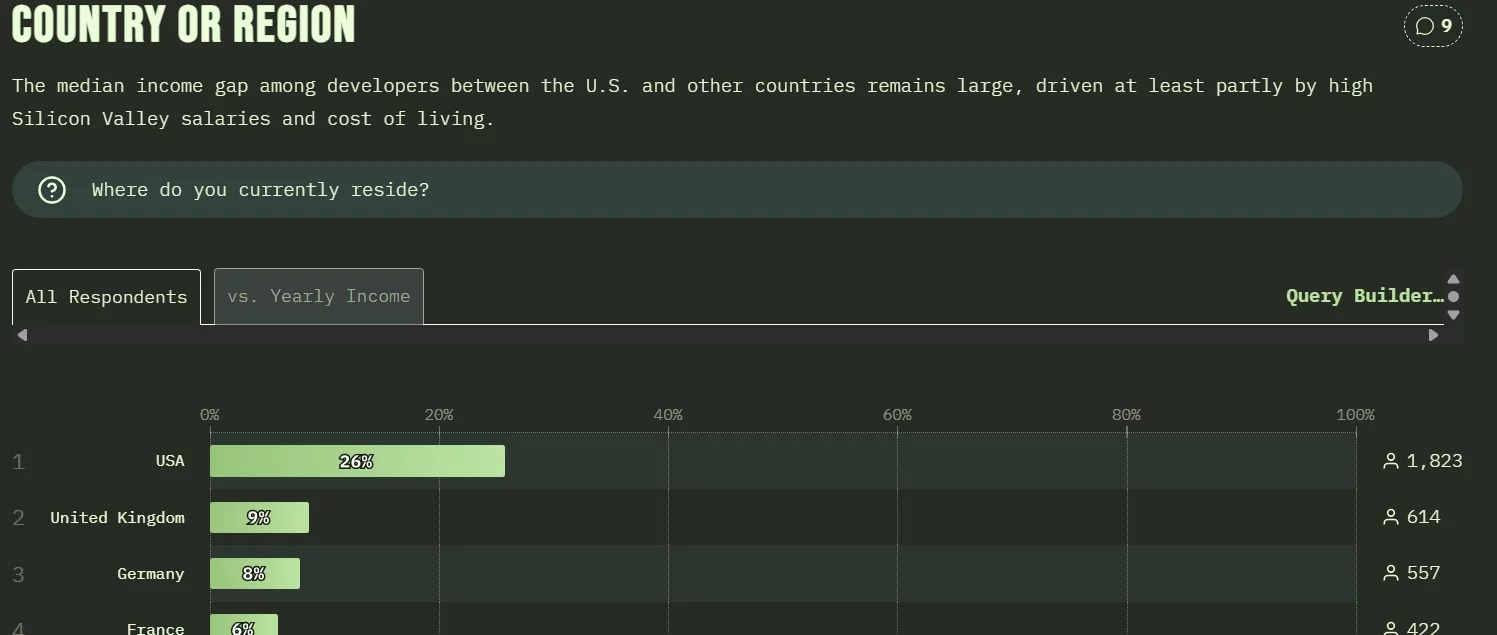 COUNTRY OR REGION
9
The median income gap among developers between the U.S. and other countries remains large, driven at least partly by high
Silicon Valley salaries and cost of living.
? Where do you currently reside?
All Respondents
vs. Yearly Income
Query Builder…
0% 20% 40% 60% 80% 100%
1 USA 26% 1,823
2 United Kingdom 9% 614
3 Germany 8% 557
4 France 6% 422